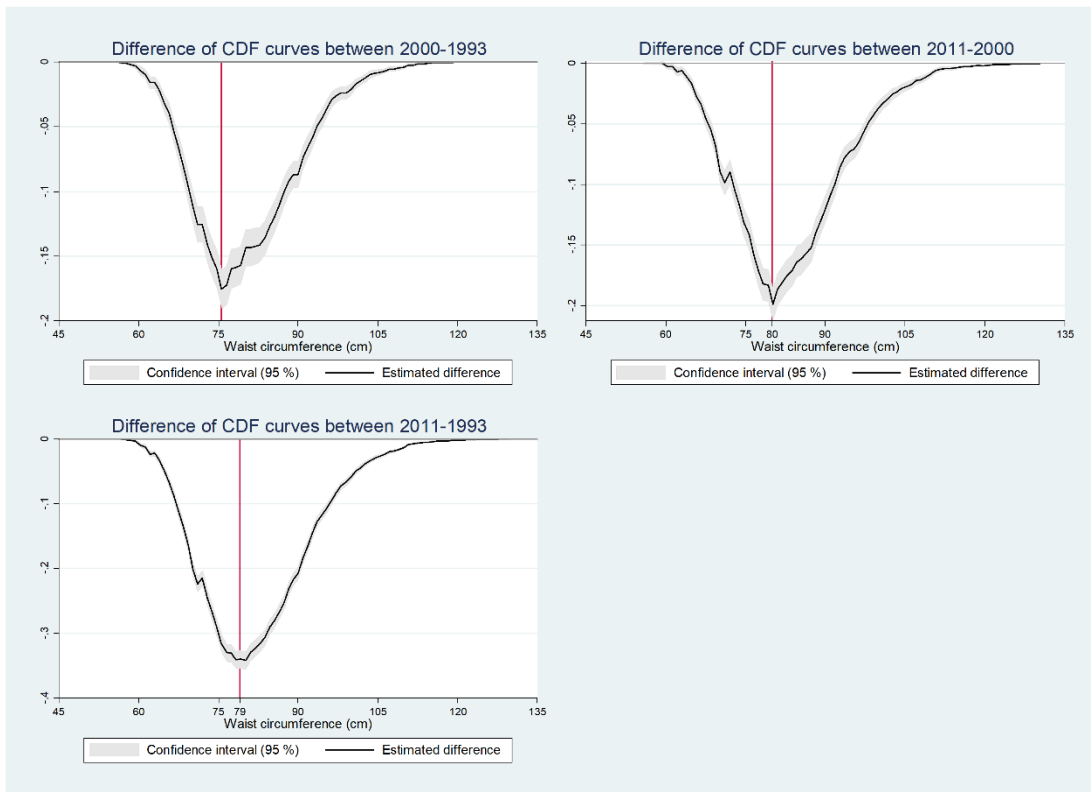 Difference of CDF curves between 2000-1993
0
-.05
-.1
-.15
-.2
45 60 75 90 105 120 135
Waist circumference (cm)
Confidence interval (95 %) Estimated difference
Difference of CDF curves between 2011-2000
0
-.05
-.1
-.15
-.2
45 60 75 80 90 105 120 135
Waist circumference (cm)
Confidence interval (95 %) Estimated difference
Difference of CDF curves between 2011-1993
0
-.1
-.2
-.3
-.4
45 60 75 79 90 105 120 135
Waist circumference (cm)
Confidence interval (95 %) Estimated difference